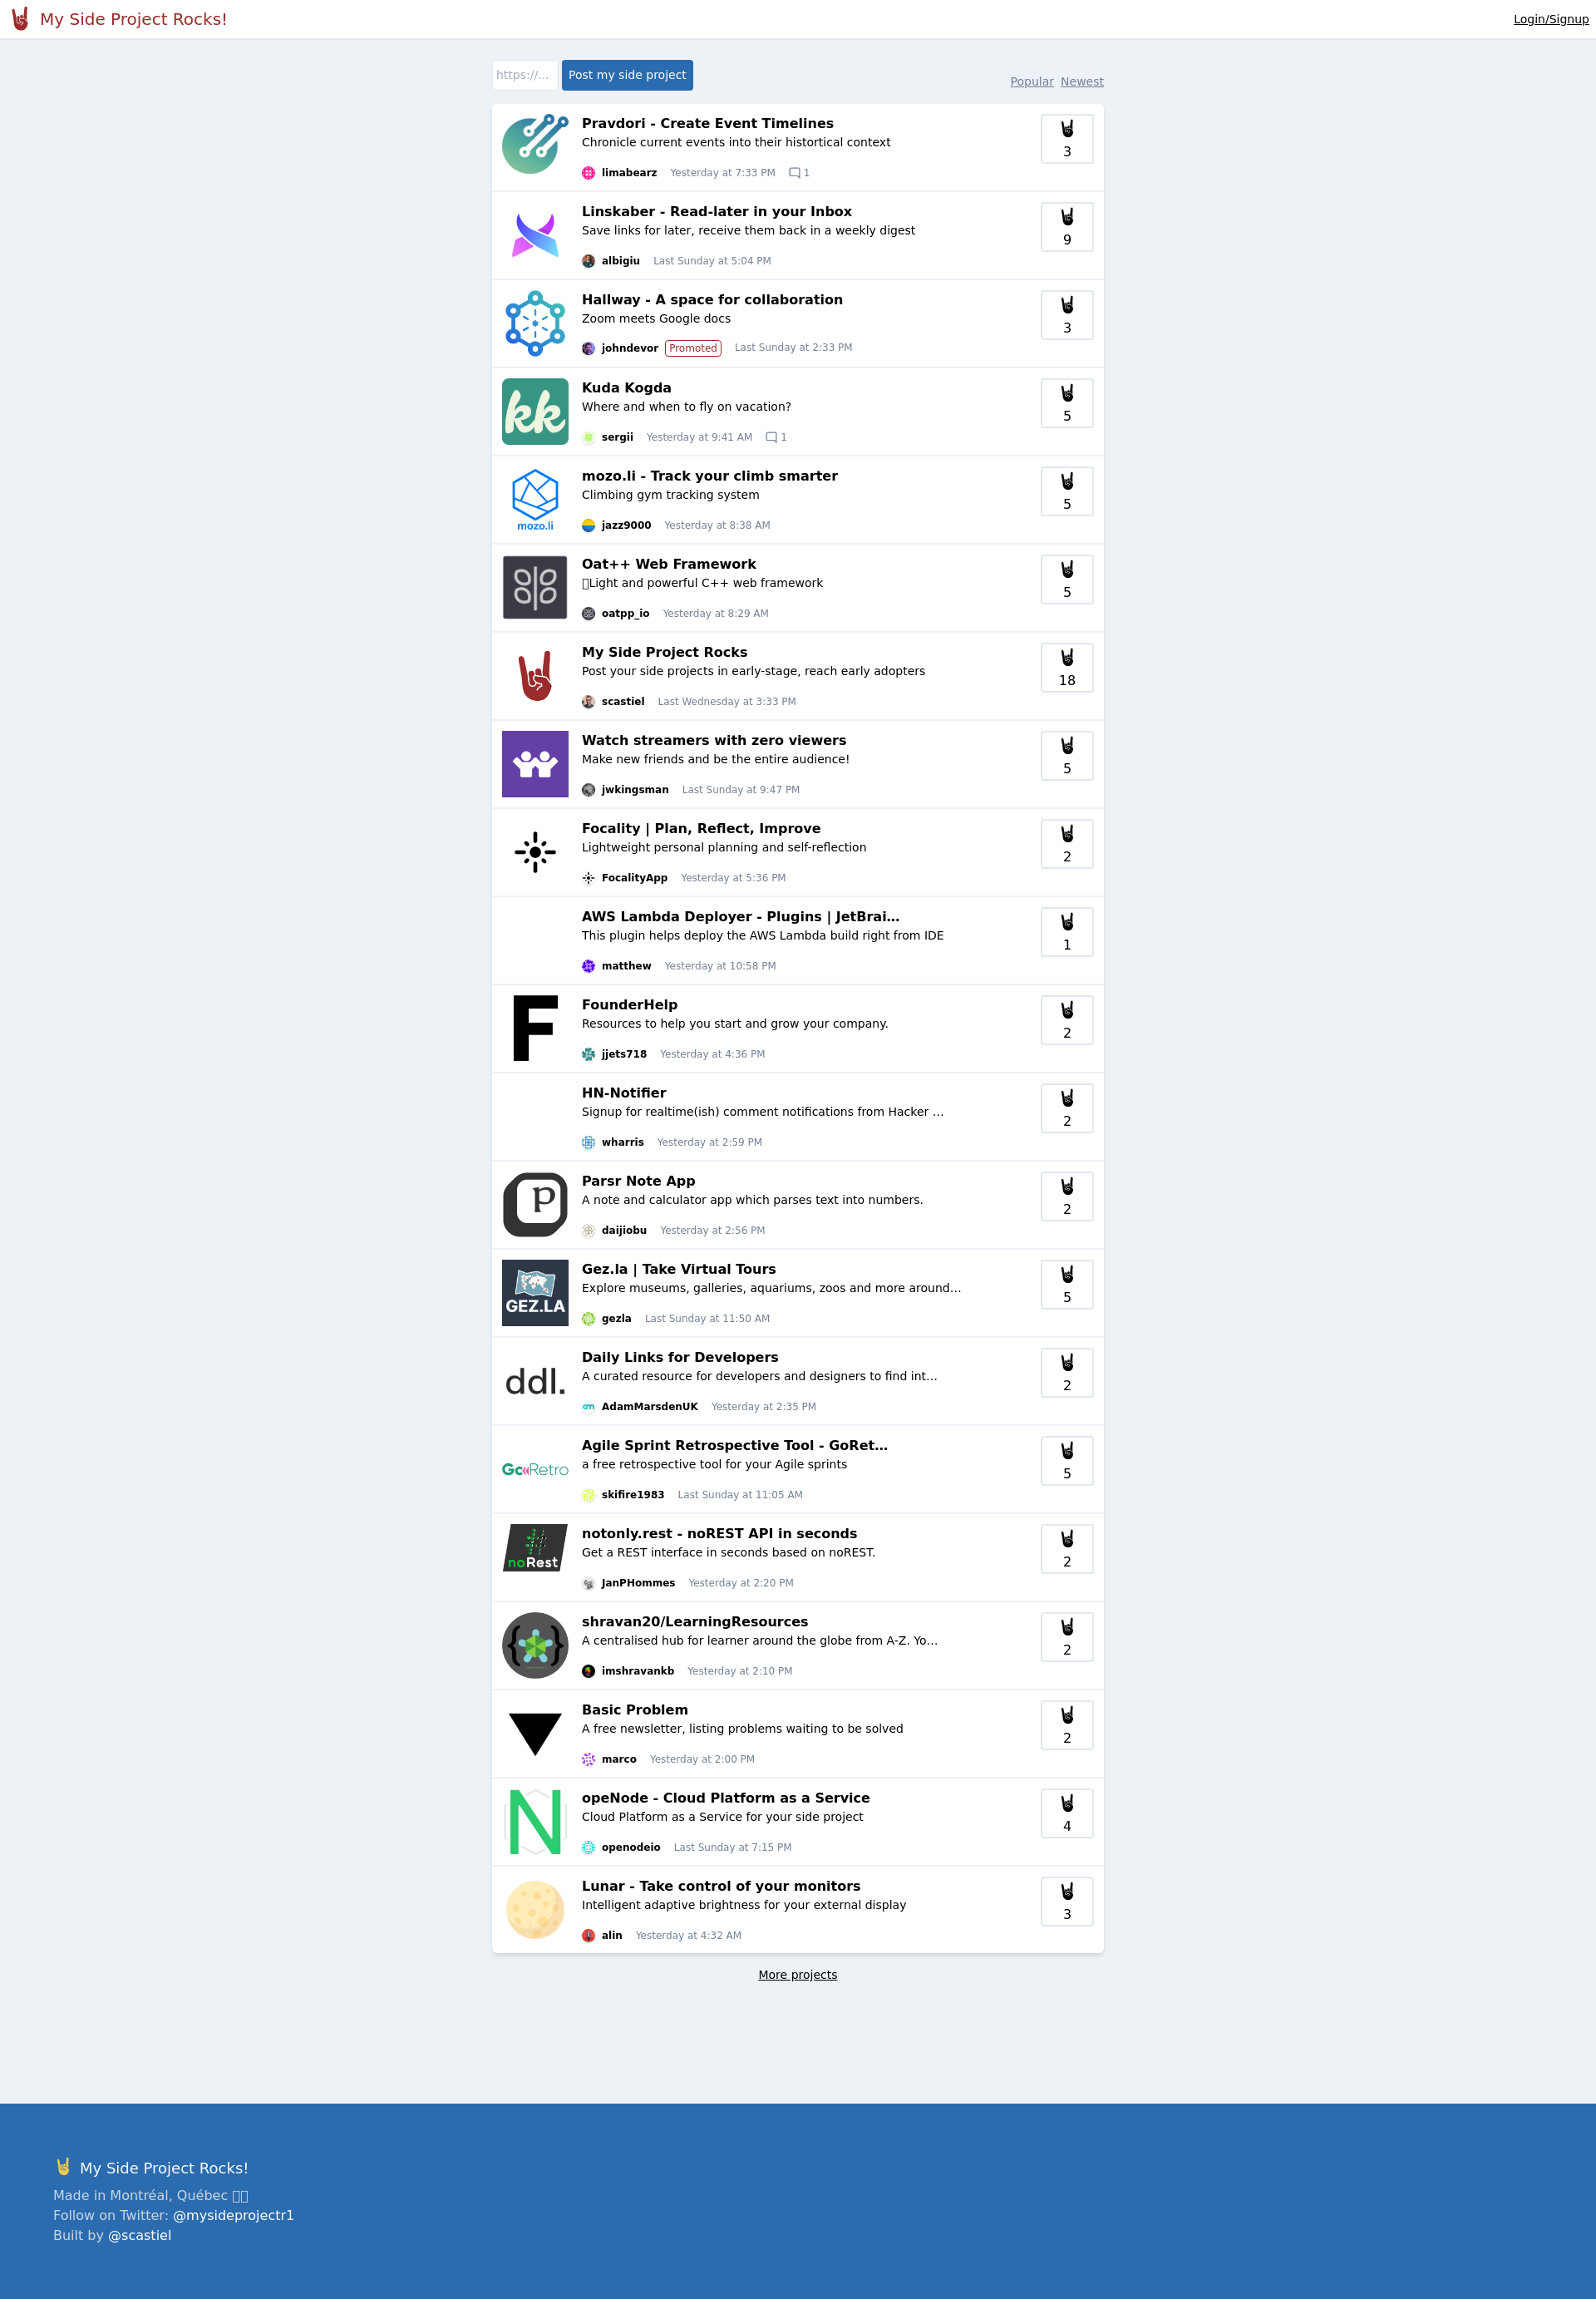 My Side Project Rocks!
Login/Signup
https://...
Post my side project
Popular Newest
Pravdori - Create Event Timelines
Chronicle current events into their histortical context
3
limabearz Yesterday at 7:33 PM 1
Linskaber - Read-later in your Inbox
Save links for later, receive them back in a weekly digest
9
albigiu Last Sunday at 5:04 PM
Hallway - A space for collaboration
Zoom meets Google docs
3
johndevor Promoted Last Sunday at 2:33 PM
kk
Kuda Kogda
Where and when to fly on vacation?
5
sergii Yesterday at 9:41 AM 1
mozo.li
mozo.li - Track your climb smarter
Climbing gym tracking system
5
jazz9000 Yesterday at 8:38 AM
Oat++ Web Framework
Light and powerful C++ web framework
5
oatpp_io Yesterday at 8:29 AM
My Side Project Rocks
Post your side projects in early-stage, reach early adopters
18
scastiel Last Wednesday at 3:33 PM
Watch streamers with zero viewers
Make new friends and be the entire audience!
5
jwkingsman Last Sunday at 9:47 PM
Focality | Plan, Reflect, Improve
Lightweight personal planning and self-reflection
2
FocalityApp Yesterday at 5:36 PM
AWS Lambda Deployer - Plugins | JetBrai…
This plugin helps deploy the AWS Lambda build right from IDE
1
matthew Yesterday at 10:58 PM
F
FounderHelp
Resources to help you start and grow your company.
2
jjets718 Yesterday at 4:36 PM
HN-Notifier
Signup for realtime(ish) comment notifications from Hacker …
2
wharris Yesterday at 2:59 PM
p
Parsr Note App
A note and calculator app which parses text into numbers.
2
daijiobu Yesterday at 2:56 PM
GEZ.LA
Gez.la | Take Virtual Tours
Explore museums, galleries, aquariums, zoos and more around…
5
gezla Last Sunday at 11:50 AM
ddl.
Daily Links for Developers
A curated resource for developers and designers to find int…
2
AdamMarsdenUK Yesterday at 2:35 PM
GoRetro
Agile Sprint Retrospective Tool - GoRet…
a free retrospective tool for your Agile sprints
5
skifire1983 Last Sunday at 11:05 AM
noRest
notonly.rest - noREST API in seconds
Get a REST interface in seconds based on noREST.
2
JanPHommes Yesterday at 2:20 PM
shravan20/LearningResources
A centralised hub for learner around the globe from A-Z. Yo…
2
imshravankb Yesterday at 2:10 PM
Basic Problem
A free newsletter, listing problems waiting to be solved
2
marco Yesterday at 2:00 PM
N
opeNode - Cloud Platform as a Service
Cloud Platform as a Service for your side project
4
openodeio Last Sunday at 7:15 PM
Lunar - Take control of your monitors
Intelligent adaptive brightness for your external display
3
alin Yesterday at 4:32 AM
More projects
My Side Project Rocks!
Made in Montréal, Québec
Follow on Twitter: @mysideprojectr1
Built by @scastiel